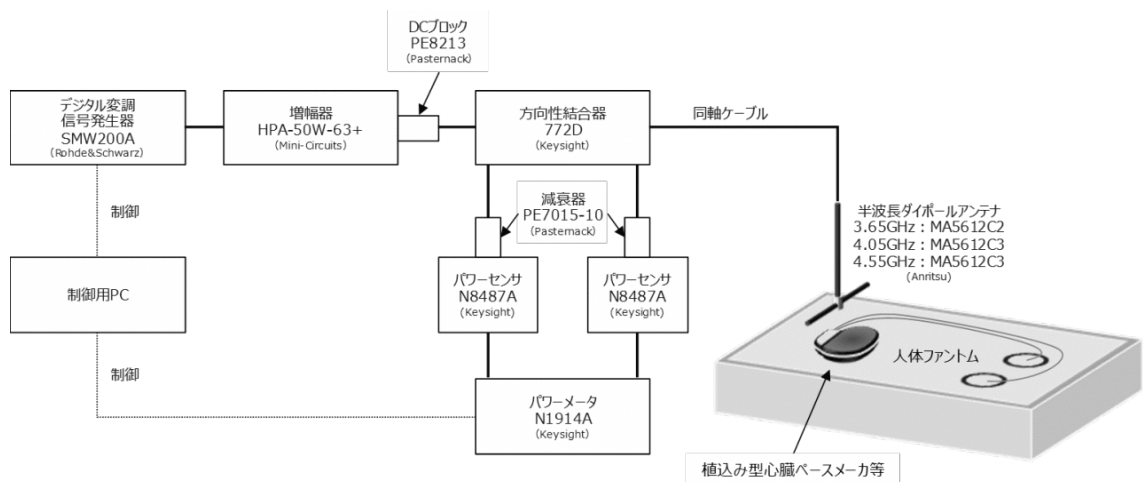 DCブロック
PE8213
(Pasternack)
デジタル変調
信号発生器
SMW200A
(Rohde&Schwarz)
増幅器
HPA-50W-63+
(Mini-Circuits)
方向性結合器
772D
(Keysight)
同軸ケーブル
減衰器
PE7015-10
(Pasternack)
制御
半波長ダイポールアンテナ
3.65GHz：MA5612C2
4.05GHz：MA5612C3
4.55GHz：MA5612C3
(Anritsu)
制御用PC
パワーセンサ
N8487A
(Keysight)
パワーセンサ
N8487A
(Keysight)
人体ファントム
制御
パワーメータ
N1914A
(Keysight)
植込み型心臓ペースメーカ等